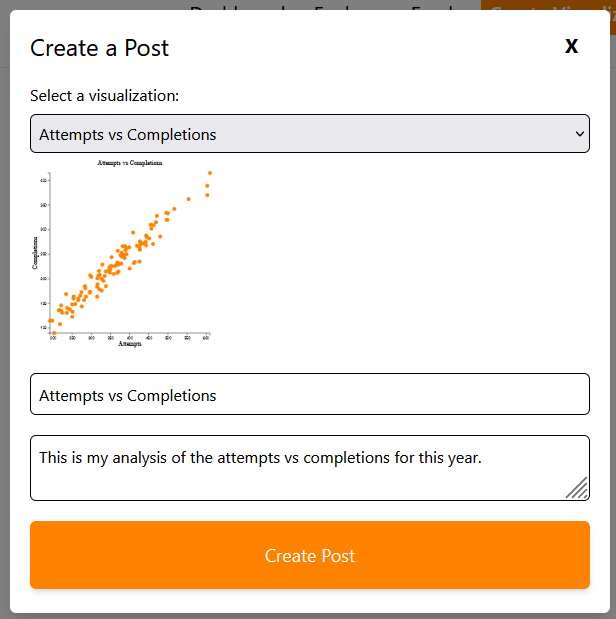 Create a Post
X
Select a visualization:
Attempts vs Completions
Attempts vs Completions
Completions
Attempts
Attempts vs Completions
This is my analysis of the attempts vs completions for this year.
Create Post